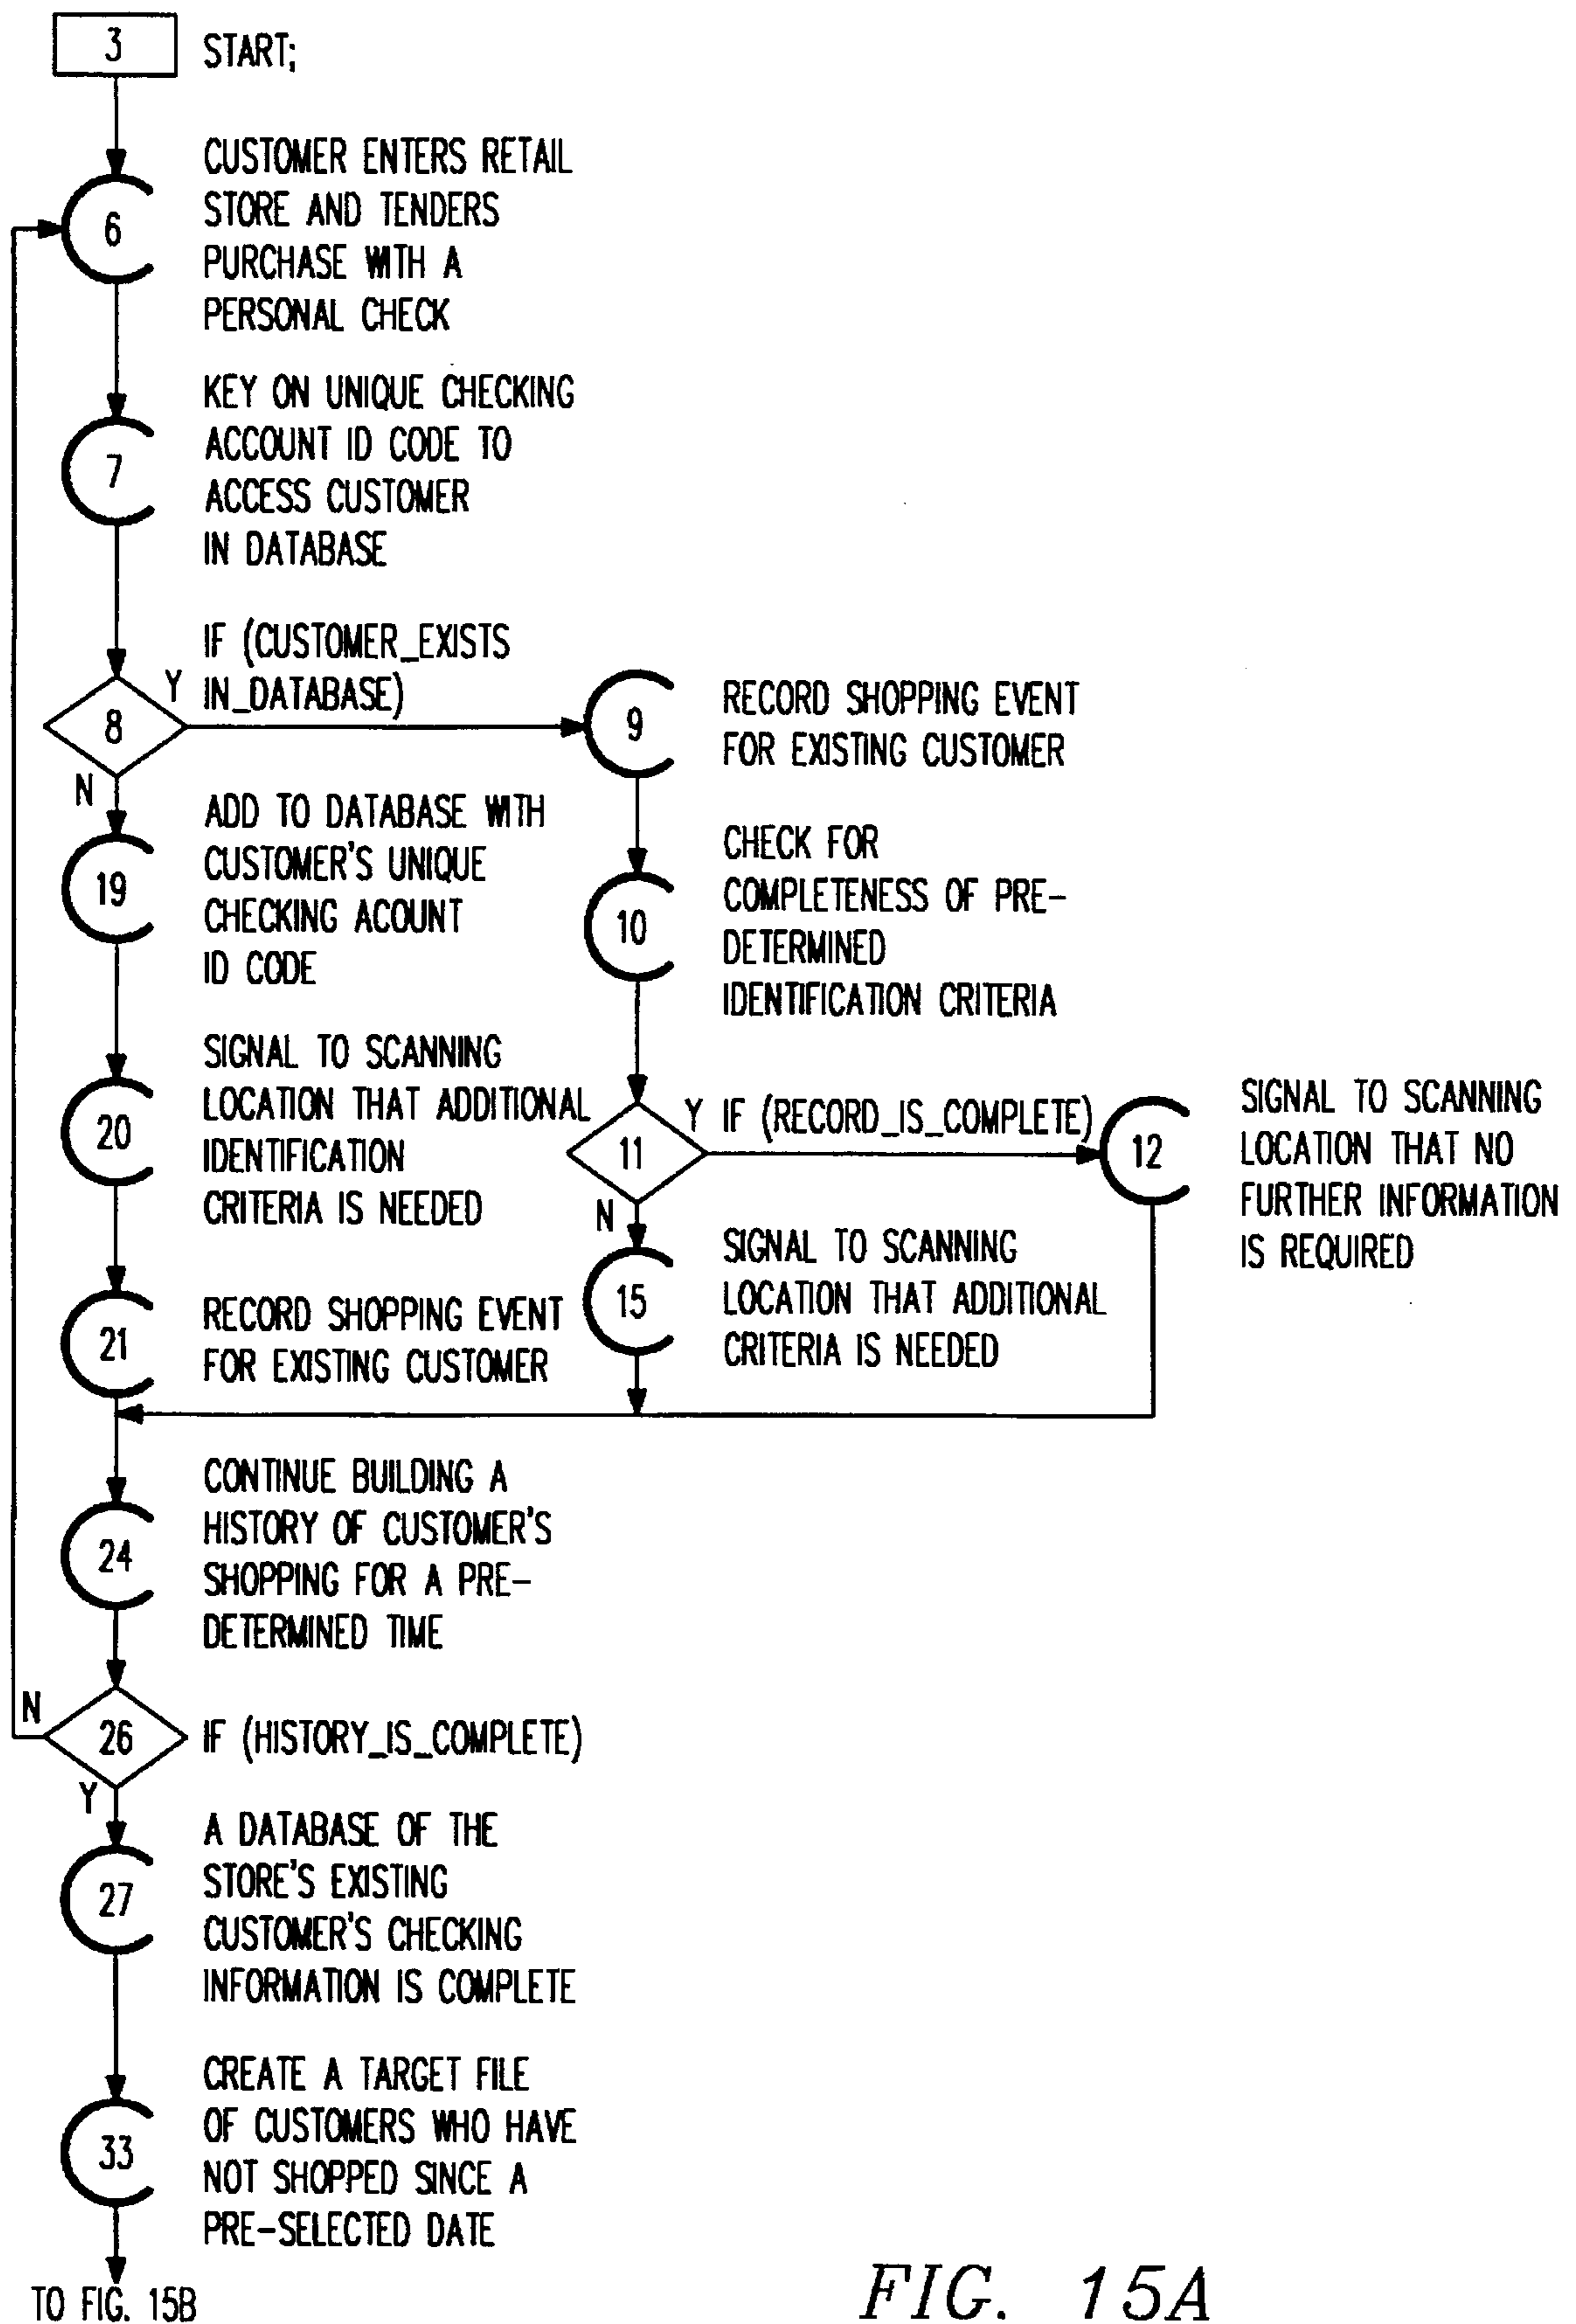 3 START;
CUSTOMER ENTERS RETAIL
STORE AND TENDERS
6
PURCHASE WITH A
PERSONAL CHECK
KEY ON UNIQUE CHECKING
ACCOUNT ID CODE TO
7
ACCESS CUSTOMER
IN DATABASE
IF (CUSTOMER_EXISTS
Y IN_DATABASE)
8
N
9
RECORD SHOPPING EVENT
FOR EXISTING CUSTOMER
ADD TO DATABASE WITH
CUSTOMER'S UNIQUE
19
CHECKING ACOUNT
ID CODE
CHECK FOR
COMPLETENESS OF PRE-
10
DETERMINED
IDENTIFICATION CRITERIA
SIGNAL TO SCANNING
LOCATION THAT ADDITIONAL
20
IDENTIFICATION
CRITERIA IS NEEDED
Y IF (RECORD_IS_COMPLETE)
11
N
12
SIGNAL TO SCANNING
LOCATION THAT NO
FURTHER INFORMATION
IS REQUIRED
SIGNAL TO SCANNING
15
LOCATION THAT ADDITIONAL
CRITERIA IS NEEDED
21
RECORD SHOPPING EVENT
FOR EXISTING CUSTOMER
CONTINUE BUILDING A
HISTORY OF CUSTOMER'S
24
SHOPPING FOR A PRE-
DETERMINED TIME
N
26 IF (HISTORY_IS_COMPLETE)
Y
A DATABASE OF THE
STORE'S EXISTING
27
CUSTOMER'S CHECKING
INFORMATION IS COMPLETE
CREATE A TARGET FILE
OF CUSTOMERS WHO HAVE
33
NOT SHOPPED SINCE A
PRE-SELECTED DATE
TO FIG. 15B
FIG. 15A